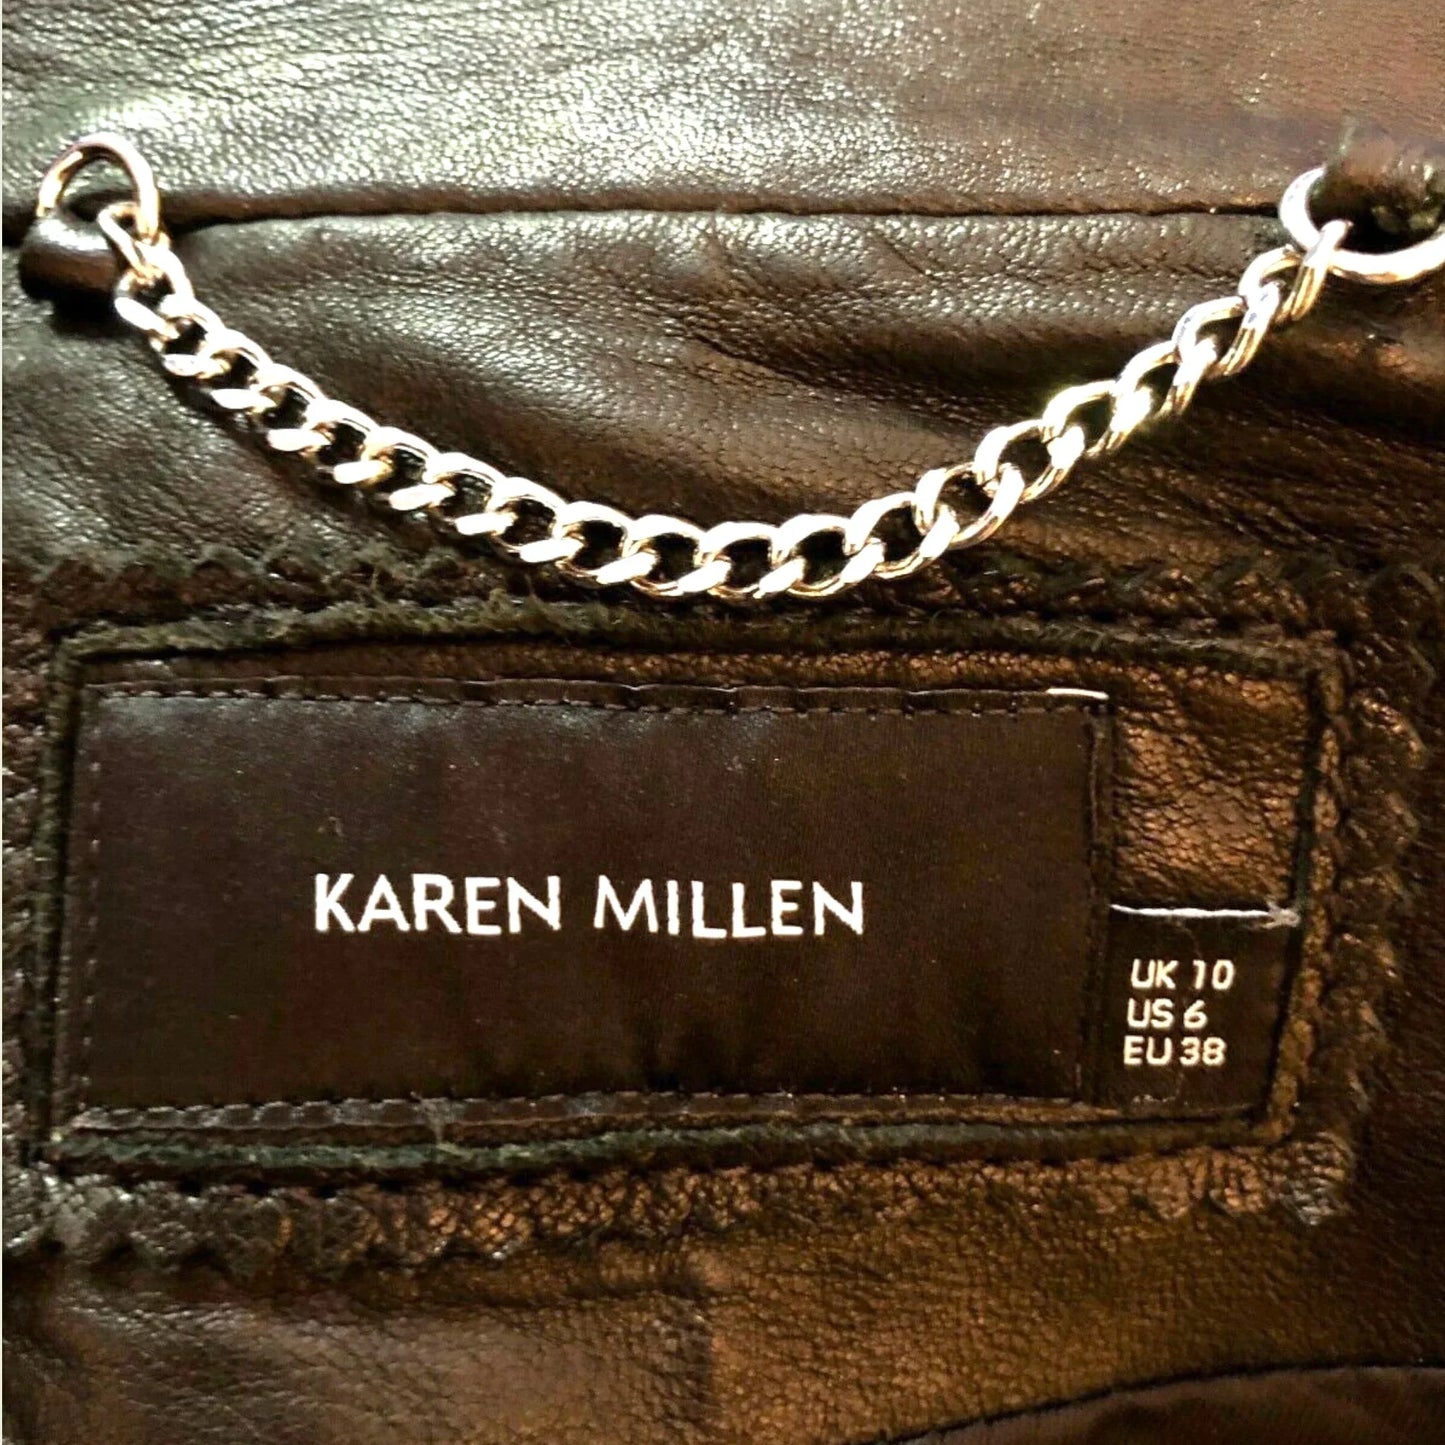 KAREN MILLEN
UK 10
US 6
EU 38